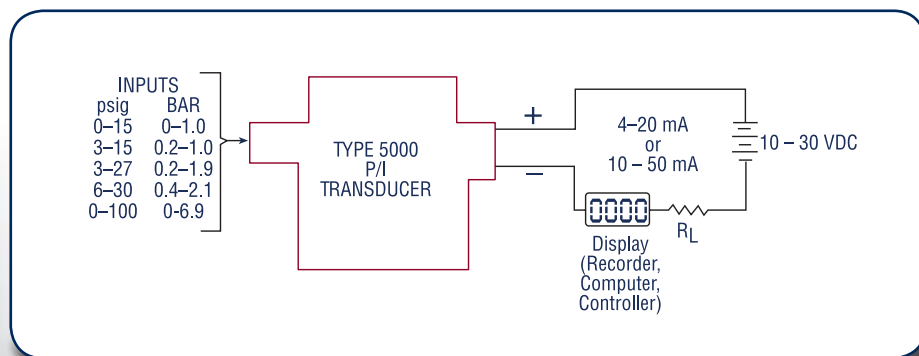 INPUTS
psig BAR
0–15 0–1.0
3–15 0.2–1.0
3–27 0.2–1.9
6–30 0.4–2.1
0–100 0-6.9
TYPE 5000
P/I
TRANSDUCER
+
–
4–20 mA
or
10–50 mA
10 – 30 VDC
0000
RL
Display
(Recorder,
Computer,
Controller)